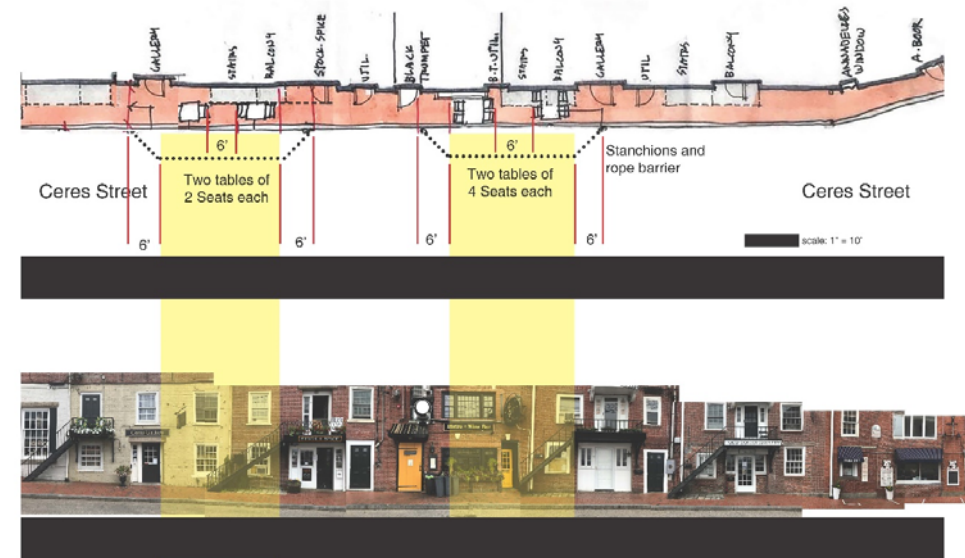 GALLERY
STAIRS
BALCONY
STOCK SPICE
UTIL.
BLACK
TRUMPET
B.T. UTIL.
STAIRS
BALCONY
GALLERY
UTIL
STAIRS
BALCONY
ANNABELLES
WINDOW
A. BOOR
6'
6'
Stanchions and
rope barrier
Two tables of
2 Seats each
Two tables of
4 Seats each
Ceres Street
Ceres Street
6'
6'
6'
6'
scale: 1" = 10'